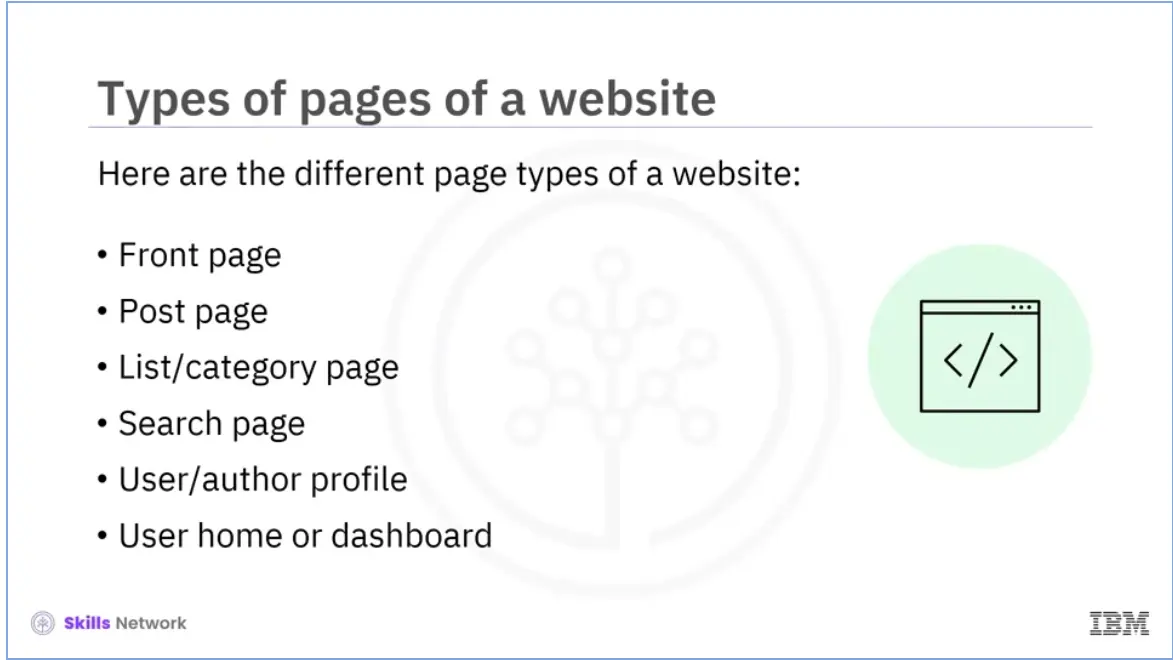 Types of pages of a website
Here are the different page types of a website:
• Front page
• Post page
• List/category page
• Search page
• User/author profile
• User home or dashboard
</>
Skills Network
IBM